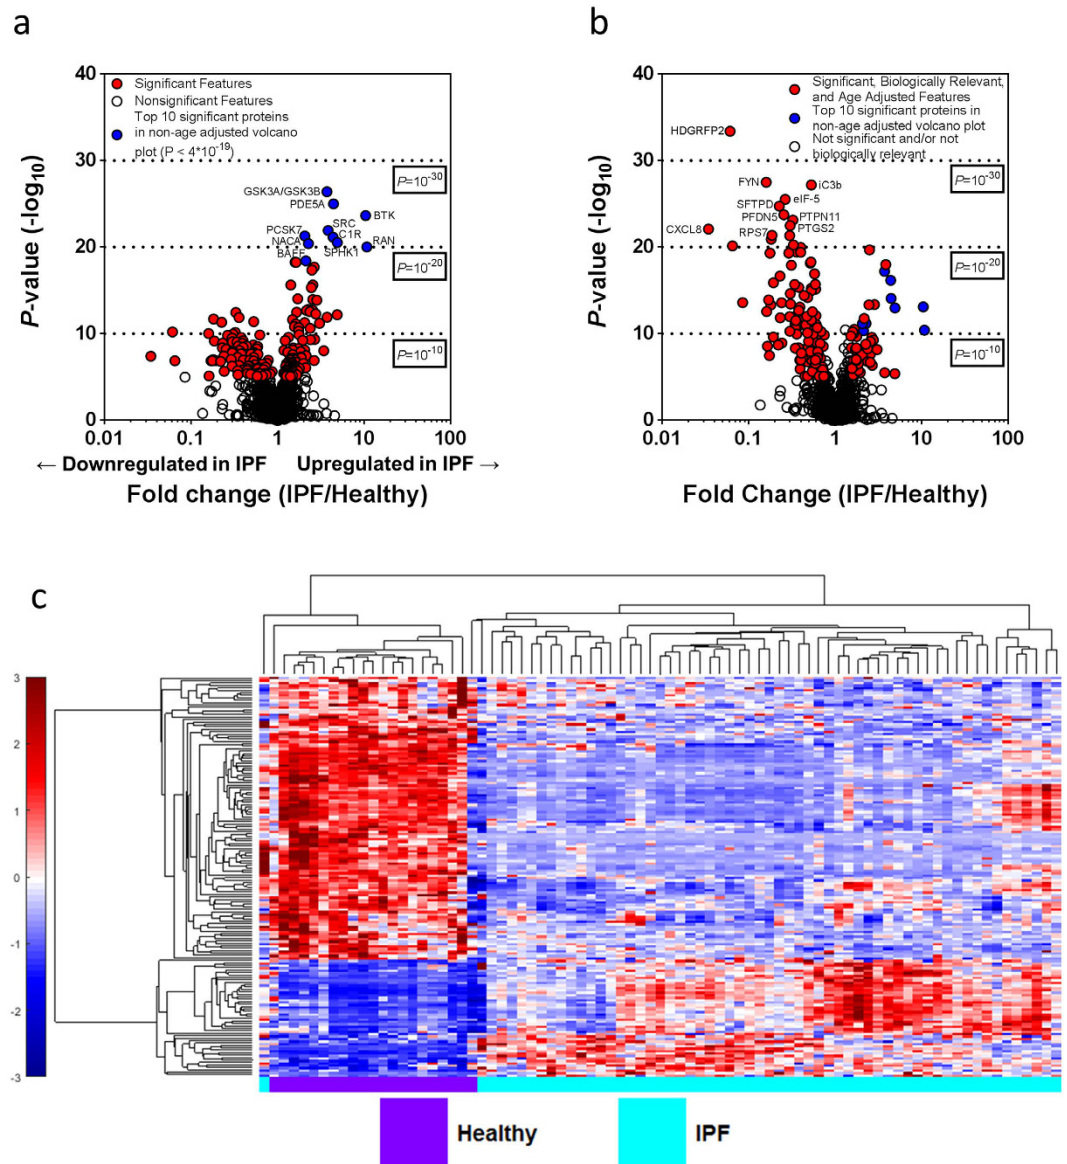 a
40
30
20
10
0
P-value (-log10)
Significant Features
Nonsignificant Features
Top 10 significant proteins
in non-age adjusted volcano
plot (P < 4*10-19)
P=10-30
GSK3A/GSK3B
PDE5A
BTK
SRC
PCSK7
C1R
NACA
RAN
SPHK1
BAFF
P=10-20
P=10-10
0.01
0.1
1
10
100
← Downregulated in IPF
Upregulated in IPF →
Fold change (IPF/Healthy)
b
40
30
20
10
0
P-value (-log10)
Significant, Biologically Relevant,
and Age Adjusted Features
Top 10 significant proteins in
non-age adjusted volcano plot
Not significant and/or not
biologically relevant
HDGRFP2
P=10-30
FYN
iC3b
eIF-5
SFTPD
PFDN5
PTPN11
CXCL8
RPS7
PTGS2
P=10-20
P=10-10
0.01
0.1
1
10
100
Fold Change (IPF/Healthy)
c
3
2
1
0
-1
-2
-3
Healthy
IPF